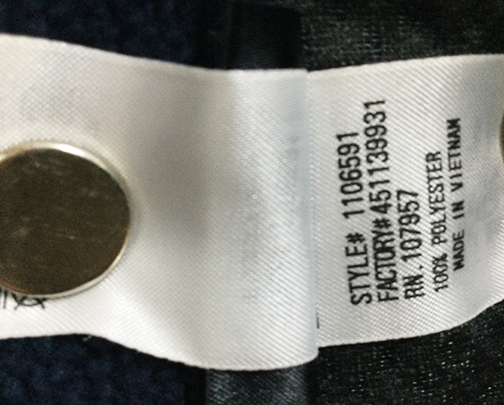 STYLE# 1106591
FACTORY#451139931
RN. 107957
100% POLYESTER
MADE IN VIETNAM